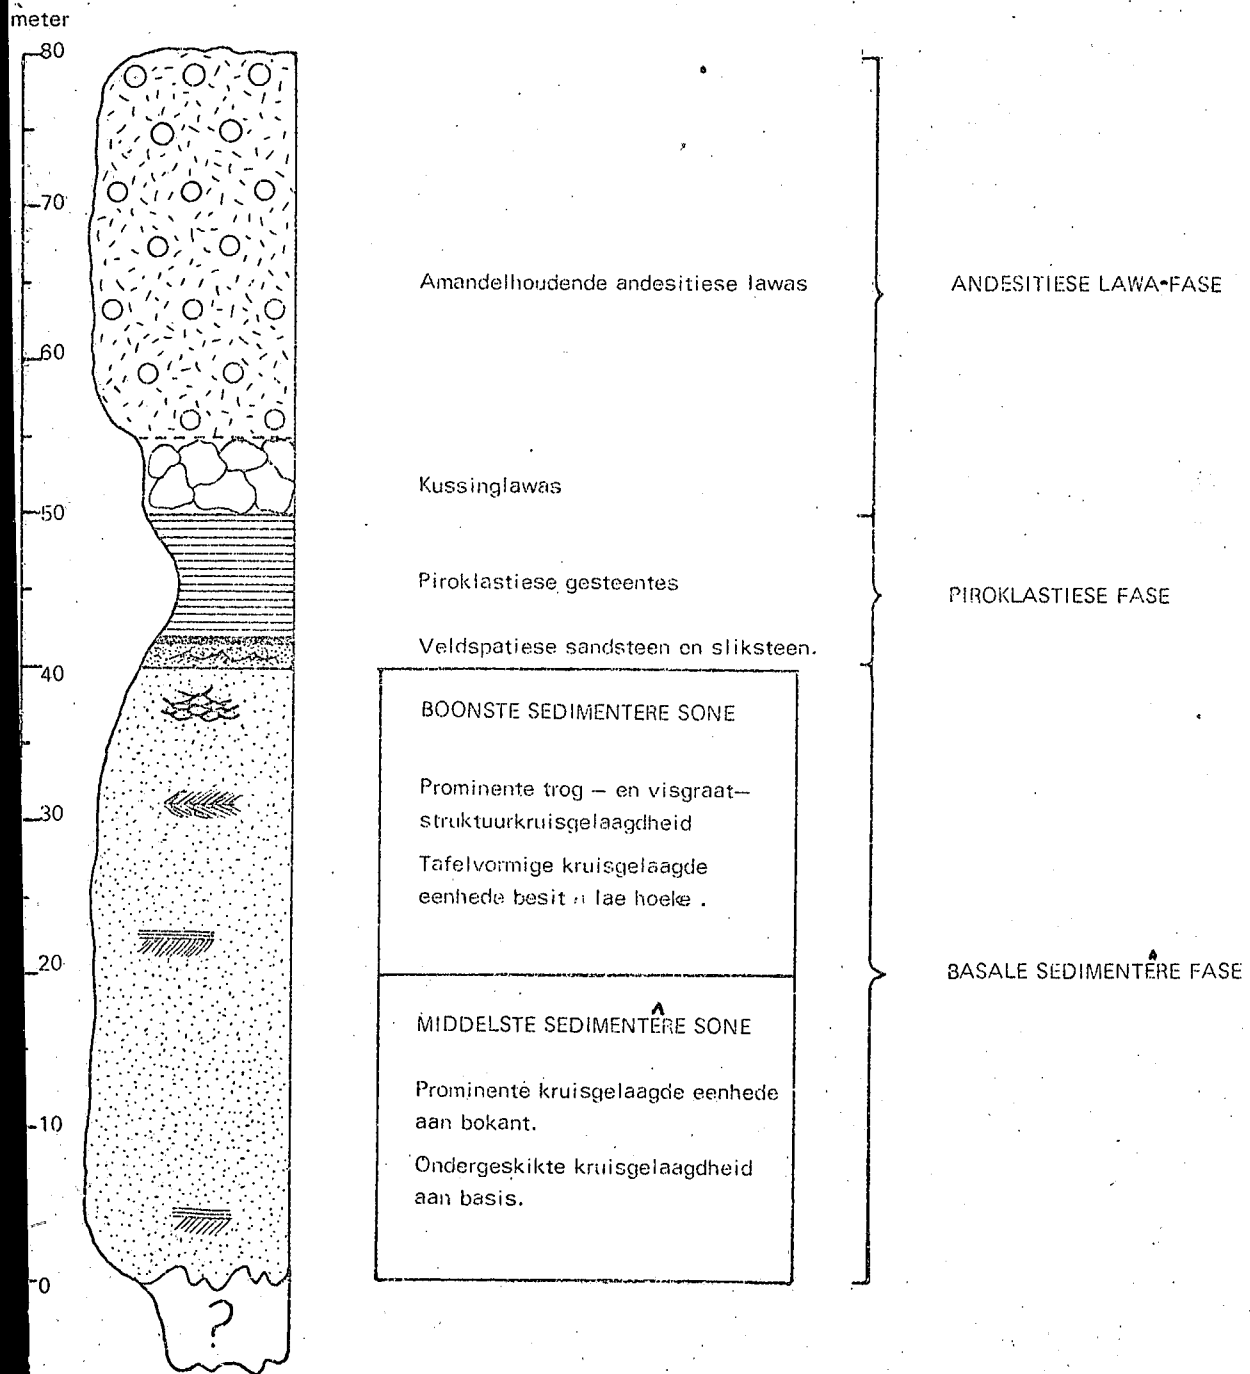 meter
80
70
60
50
40
30
20
10
0
?
Amandelhoudende andesitiese lawas
Kussinglawas
Piroklastiese gesteentes
Veldspatiese sandsteen en sliksteen.
BOONSTE SEDIMENTERE SONE
Prominente trog – en visgraat–
struktuurkruisgelaagdheid
Tafelvormige kruisgelaagde
eenhede besit n lae hoeke .
MIDDELSTE SEDIMENTÊRE SONE
Prominente kruisgelaagde eenhede
aan bokant.
Ondergeskikte kruisgelaagdheid
aan basis.
ANDESITIESE LAWA-FASE
PIROKLASTIESE FASE
BASALE SEDIMENTÊRE FASE